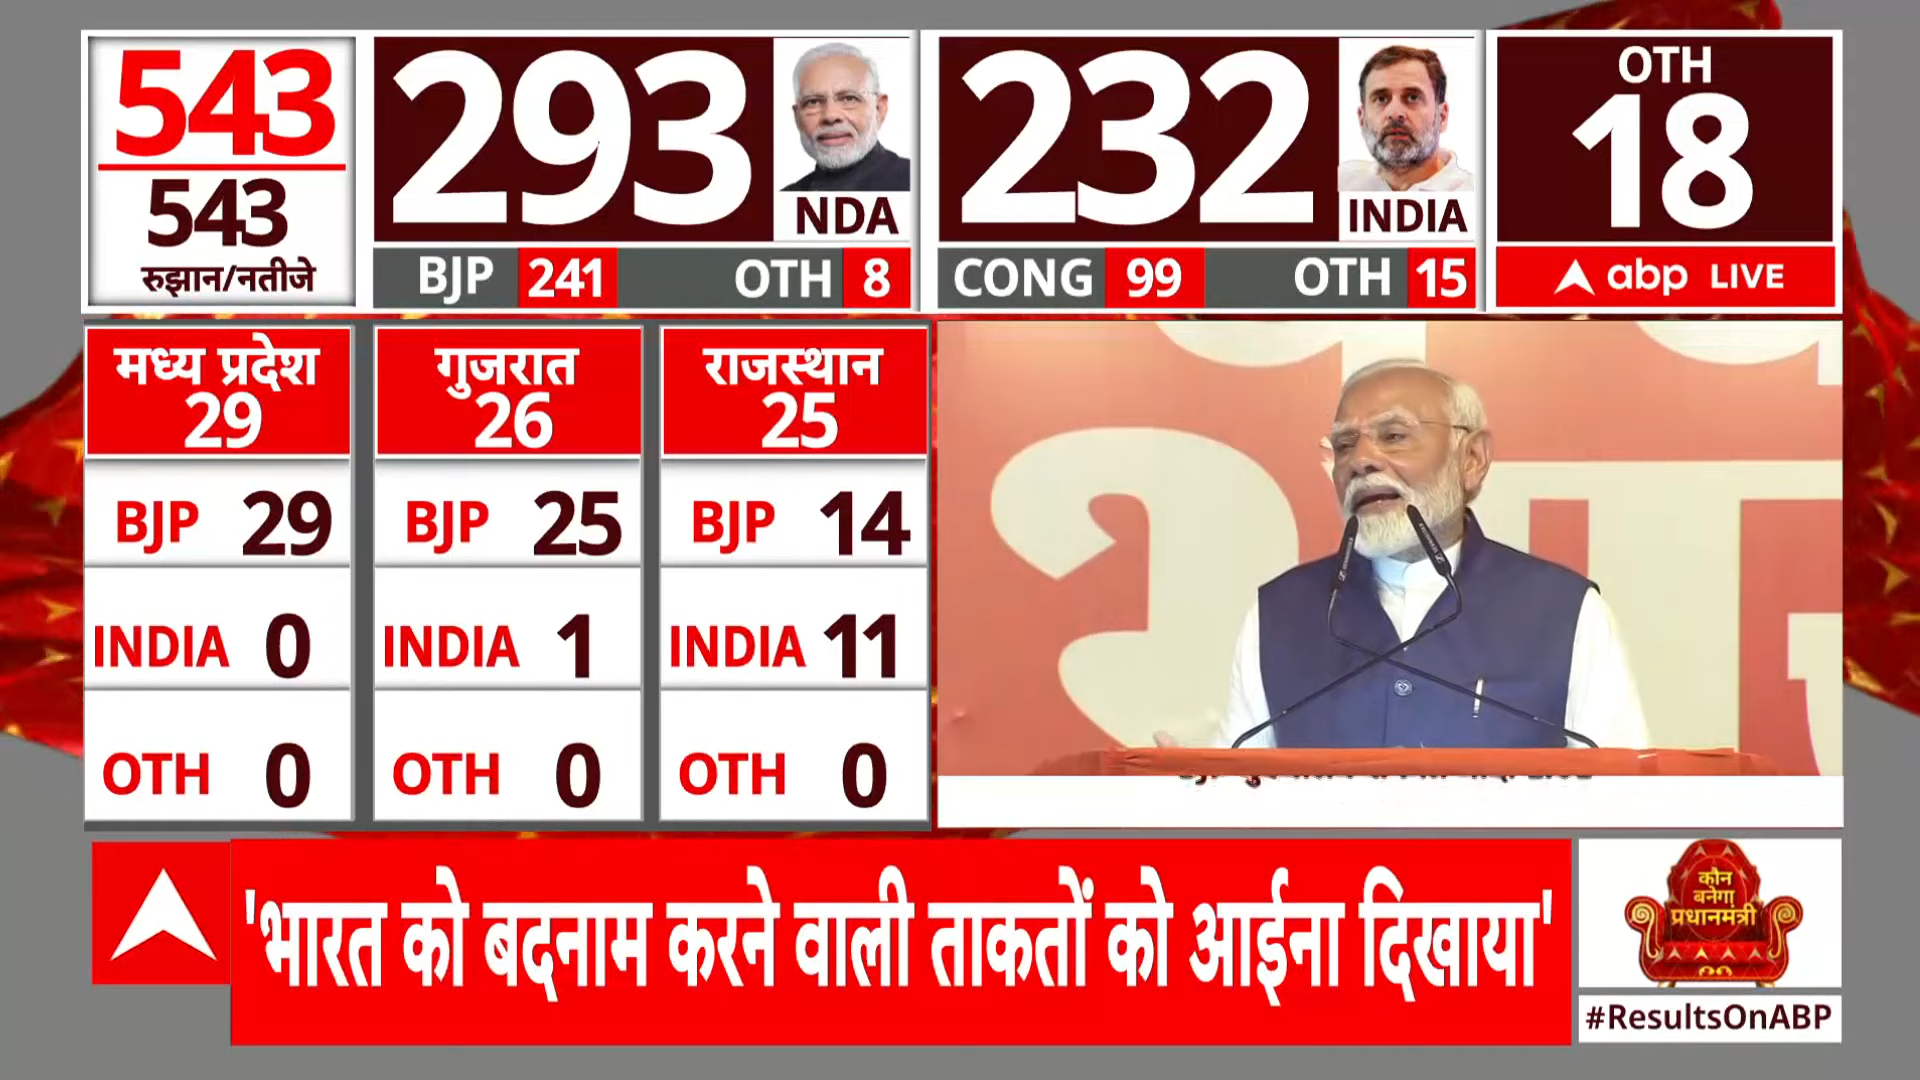 543
543
रुझान/नतीजे
293
NDA
BJP 241 OTH 8
232
INDIA
CONG 99 OTH 15
OTH
18
abp LIVE
मध्य प्रदेश
29
BJP 29
INDIA 0
OTH 0
गुजरात
26
BJP 25
INDIA 1
OTH 0
राजस्थान
25
BJP 14
INDIA 11
OTH 0
'भारत को बदनाम करने वाली ताकतों को आईना दिखाया'
कौन
बनेगा
प्रधानमंत्री
#ResultsOnABP